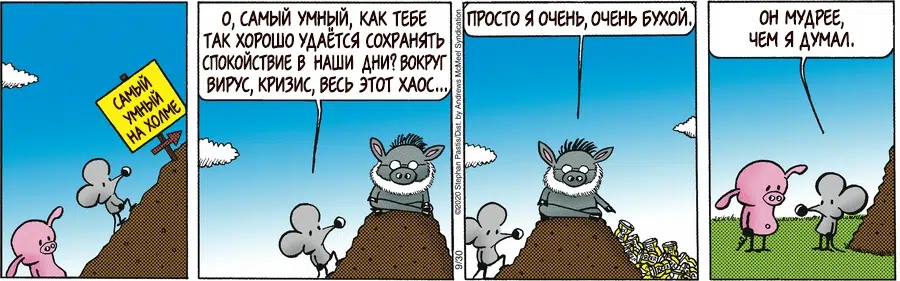 САМЫЙ
УМНЫЙ
НА ХОЛМЕ
О, САМЫЙ УМНЫЙ, КАК ТЕБЕ
ТАК ХОРОШО УДАЁТСЯ СОХРАНЯТЬ
СПОКОЙСТВИЕ В НАШИ ДНИ? ВОКРУГ
ВИРУС, КРИЗИС, ВЕСЬ ЭТОТ ХАОС...
©2020 Stephan Pastis/Dist. by Andrews McMeel Syndication
9/30
ПРОСТО Я ОЧЕНЬ, ОЧЕНЬ БУХОЙ.
ОН МУДРЕЕ,
ЧЕМ Я ДУМАЛ.